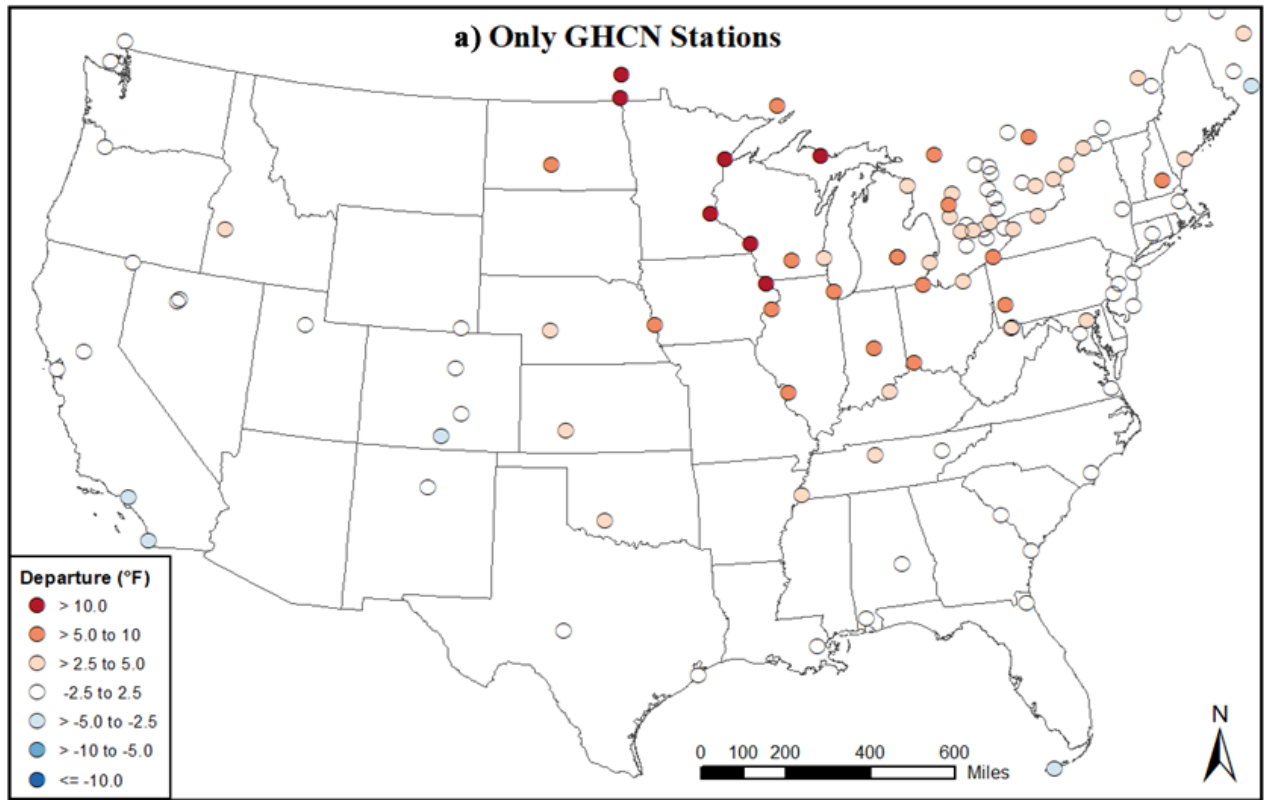 a) Only GHCN Stations
Departure (°F)
> 10.0
> 5.0 to 10
> 2.5 to 5.0
-2.5 to 2.5
> -5.0 to -2.5
> -10 to -5.0
<= -10.0
0 100 200 400 600
Miles
N